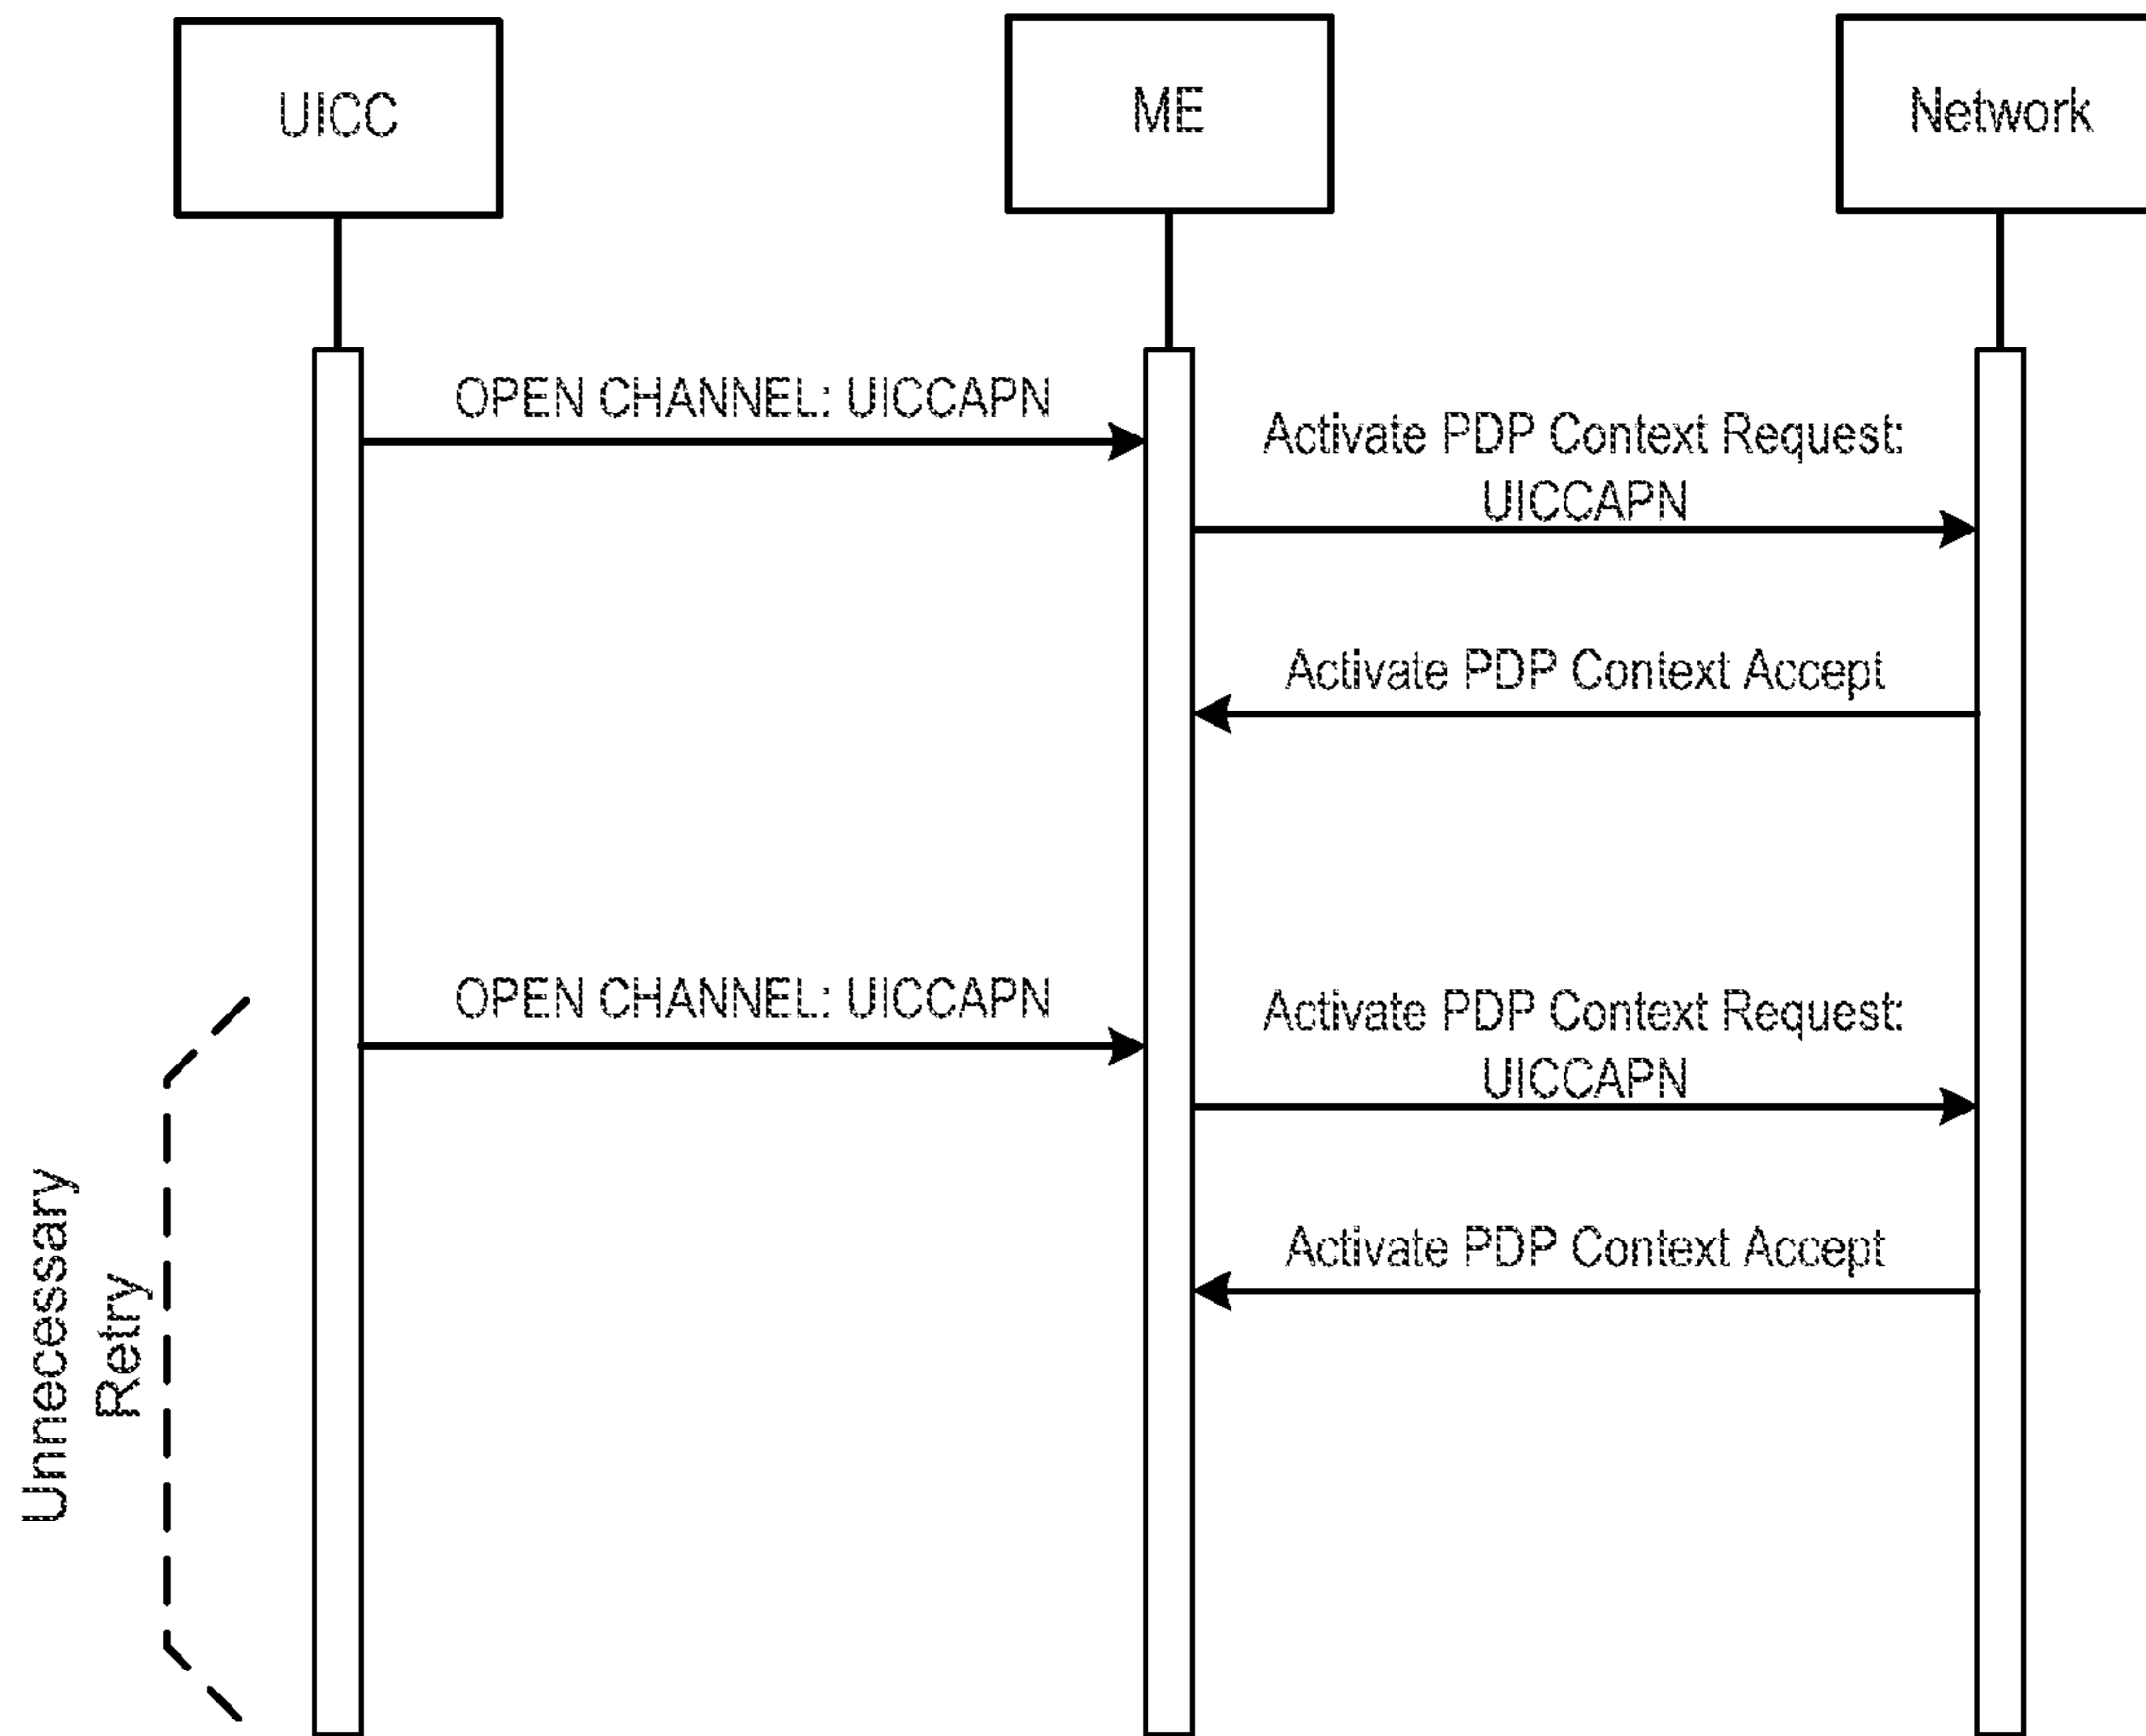 UICC
ME
Network
OPEN CHANNEL: UICCAPN
Activate PDP Context Request:
UICCAPN
Activate PDP Context Accept
OPEN CHANNEL: UICCAPN
Activate PDP Context Request:
UICCAPN
Activate PDP Context Accept
Unnecessary
Retry